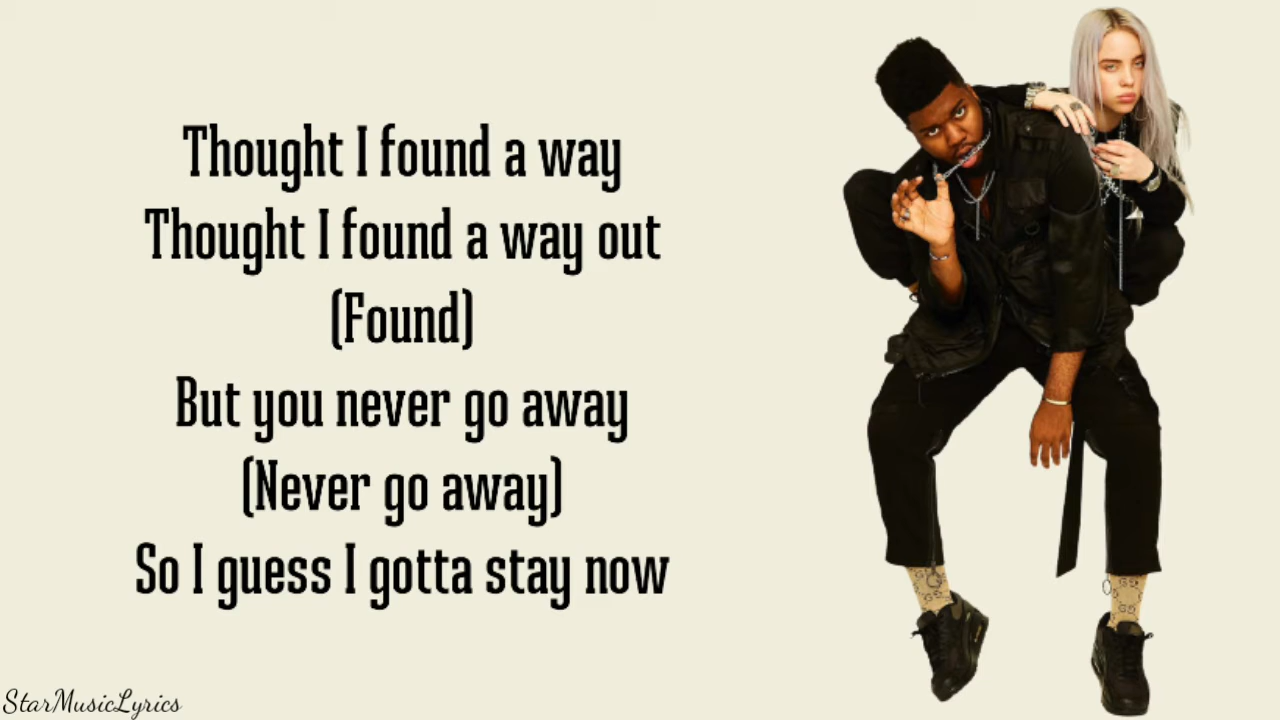 Thought I found a way
Thought I found a way out
(Found)
But you never go away
(Never go away)
So I guess I gotta stay now
StarMusicLyrics